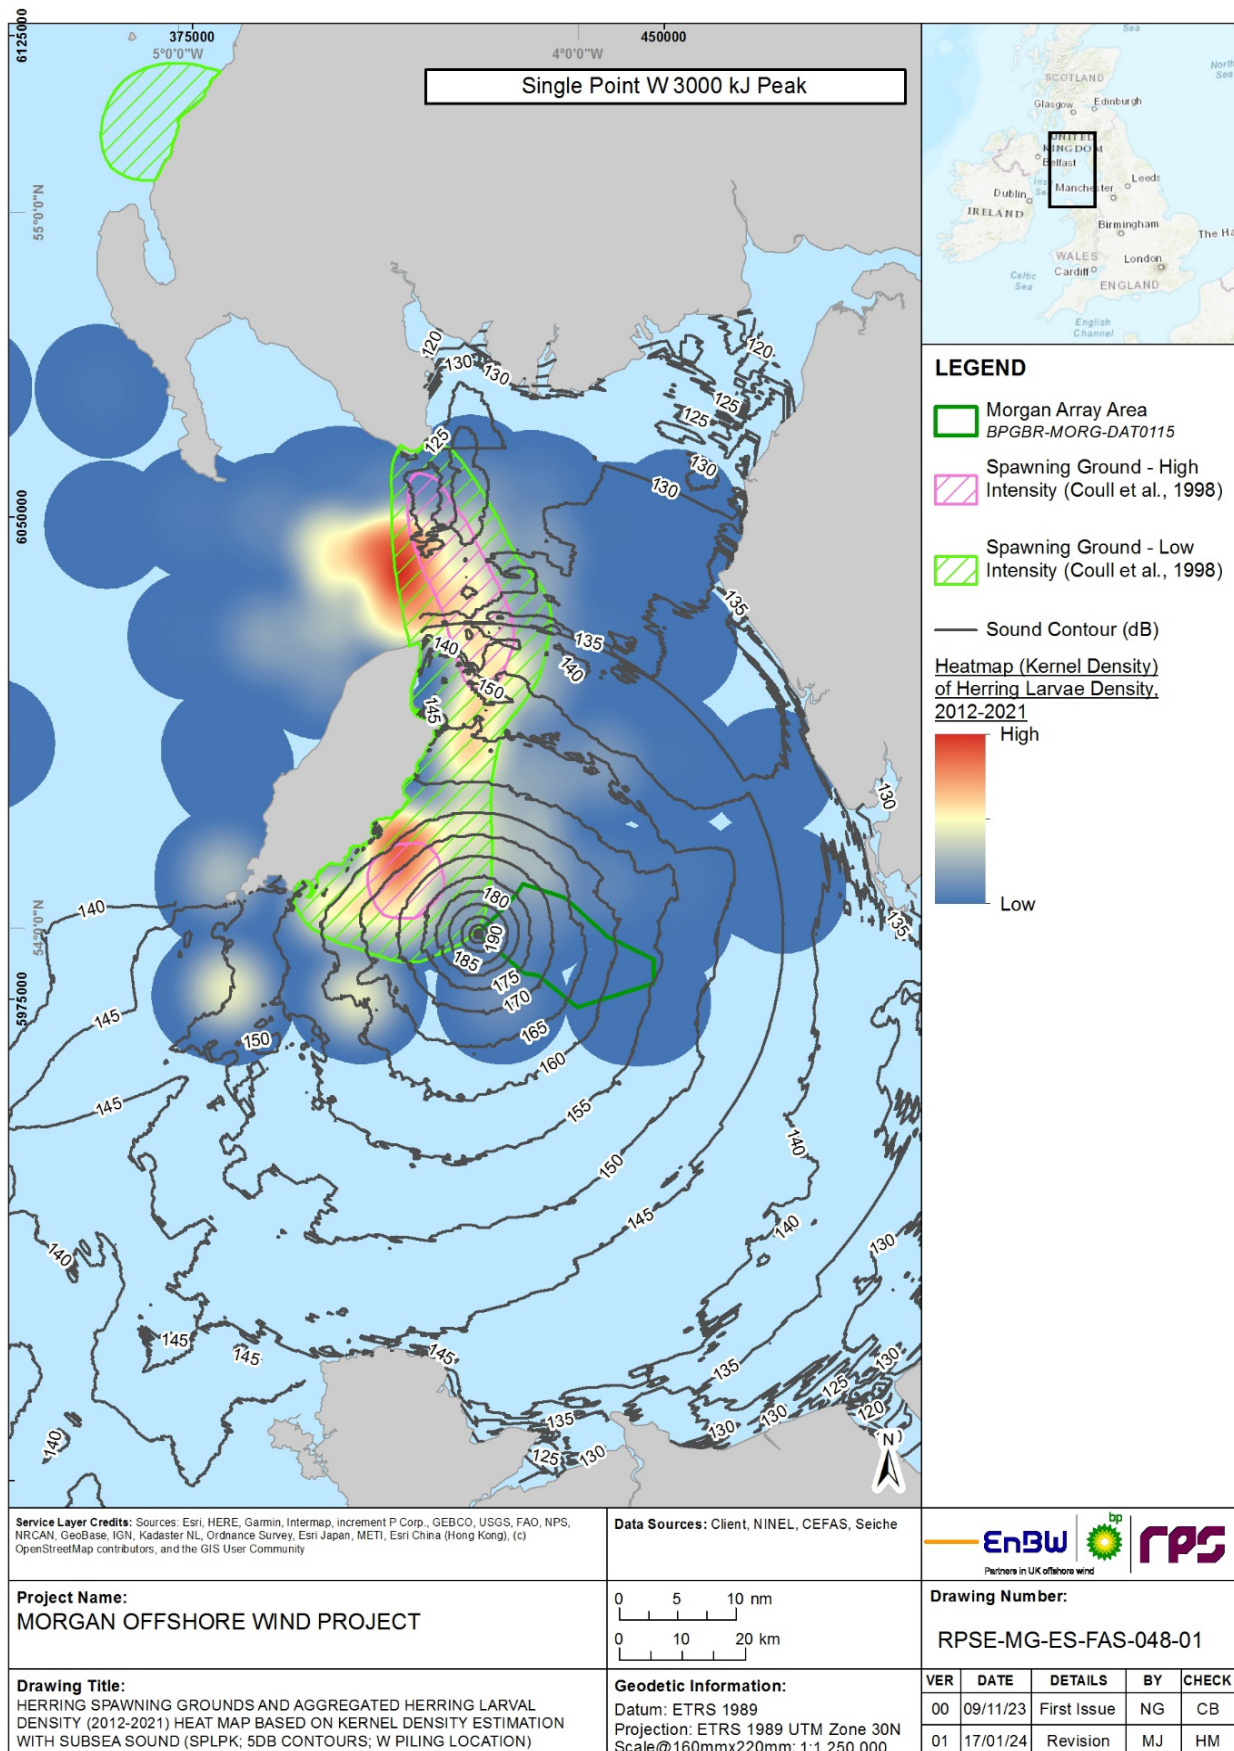 Single Point W 3000 kJ Peak
375000
450000
5°0'0"W
4°0'0"W
6125000
55°0'0"N
6050000
54°0'0"N
5975000
120
130
130
120
125
125
125
130
130
135
135
140
140
150
145
130
180
190
185
175
170
165
160
155
150
145
140
145
145
150
135
140
140
130
140
145
145
145
135
130
125
120
130
130
135
125
130
140
N
Sea
SCOTLAND
North
Sea
Glasgow
Edinburgh
UNITED
KINGDOM
Belfast
Leeds
Dublin
Manchester
IRELAND
Birmingham
The Ha
WALES
London
Cardiff
Celtic
Sea
ENGLAND
English
Channel
LEGEND
Morgan Array Area
BPGBR-MORG-DAT0115
Spawning Ground - High
Intensity (Coull et al., 1998)
Spawning Ground - Low
Intensity (Coull et al., 1998)
Sound Contour (dB)
Heatmap (Kernel Density)
of Herring Larvae Density,
2012-2021
High
Low
Service Layer Credits: Sources: Esri, HERE, Garmin, Intermap, increment P Corp., GEBCO, USGS, FAO, NPS,
NRCAN, GeoBase, IGN, Kadaster NL, Ordnance Survey, Esri Japan, METI, Esri China (Hong Kong), (c)
OpenStreetMap contributors, and the GIS User Community
Data Sources: Client, NINEL, CEFAS, Seiche
EnBW
bp
rps
Partners in UK offshore wind
Project Name:
MORGAN OFFSHORE WIND PROJECT
0 5 10 nm
0 10 20 km
Drawing Number:
RPSE-MG-ES-FAS-048-01
Drawing Title:
HERRING SPAWNING GROUNDS AND AGGREGATED HERRING LARVAL
DENSITY (2012-2021) HEAT MAP BASED ON KERNEL DENSITY ESTIMATION
WITH SUBSEA SOUND (SPLPK; 5DB CONTOURS; W PILING LOCATION)
Geodetic Information:
Datum: ETRS 1989
Projection: ETRS 1989 UTM Zone 30N
Scale@160mmx220mm: 1:1,250,000
VER DATE DETAILS BY CHECK
00 09/11/23 First Issue NG CB
01 17/01/24 Revision MJ HM